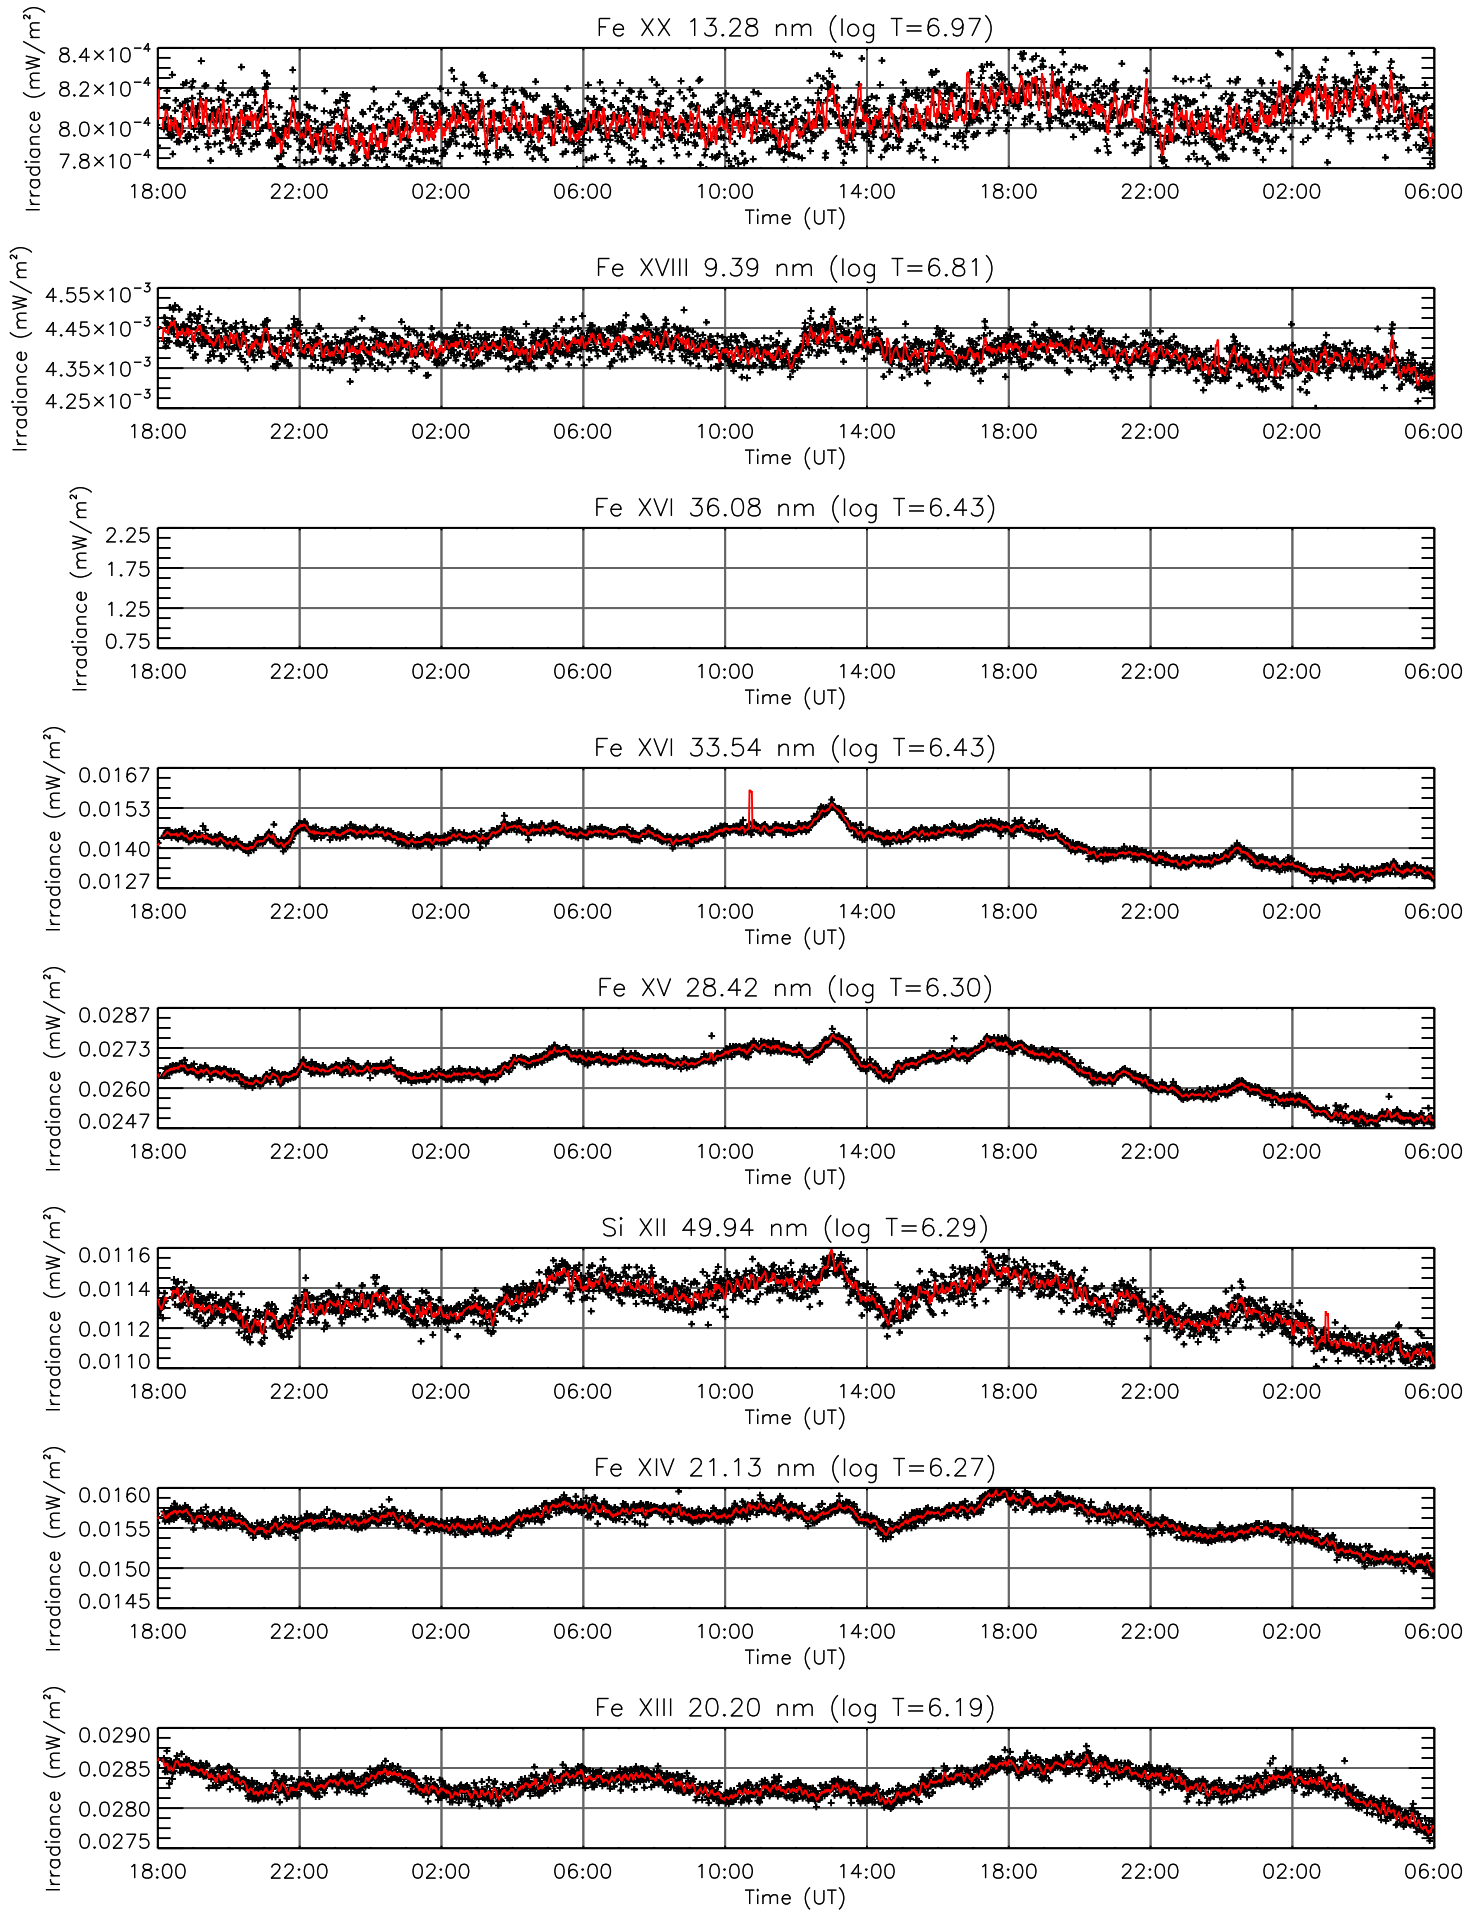 Fe XX 13.28 nm (log T=6.97)
Irradiance (mW/m²)
8.4×10⁻⁴
8.2×10⁻⁴
8.0×10⁻⁴
7.8×10⁻⁴
18:00 22:00 02:00 06:00 10:00 14:00 18:00 22:00 02:00 06:00
Time (UT)
Fe XVIII 9.39 nm (log T=6.81)
Irradiance (mW/m²)
4.55×10⁻³
4.45×10⁻³
4.35×10⁻³
4.25×10⁻³
18:00 22:00 02:00 06:00 10:00 14:00 18:00 22:00 02:00 06:00
Time (UT)
Fe XVI 36.08 nm (log T=6.43)
Irradiance (mW/m²)
2.25
1.75
1.25
0.75
18:00 22:00 02:00 06:00 10:00 14:00 18:00 22:00 02:00 06:00
Time (UT)
Fe XVI 33.54 nm (log T=6.43)
Irradiance (mW/m²)
0.0167
0.0153
0.0140
0.0127
18:00 22:00 02:00 06:00 10:00 14:00 18:00 22:00 02:00 06:00
Time (UT)
Fe XV 28.42 nm (log T=6.30)
Irradiance (mW/m²)
0.0287
0.0273
0.0260
0.0247
18:00 22:00 02:00 06:00 10:00 14:00 18:00 22:00 02:00 06:00
Time (UT)
Si XII 49.94 nm (log T=6.29)
Irradiance (mW/m²)
0.0116
0.0114
0.0112
0.0110
18:00 22:00 02:00 06:00 10:00 14:00 18:00 22:00 02:00 06:00
Time (UT)
Fe XIV 21.13 nm (log T=6.27)
Irradiance (mW/m²)
0.0160
0.0155
0.0150
0.0145
18:00 22:00 02:00 06:00 10:00 14:00 18:00 22:00 02:00 06:00
Time (UT)
Fe XIII 20.20 nm (log T=6.19)
Irradiance (mW/m²)
0.0290
0.0285
0.0280
0.0275
18:00 22:00 02:00 06:00 10:00 14:00 18:00 22:00 02:00 06:00
Time (UT)